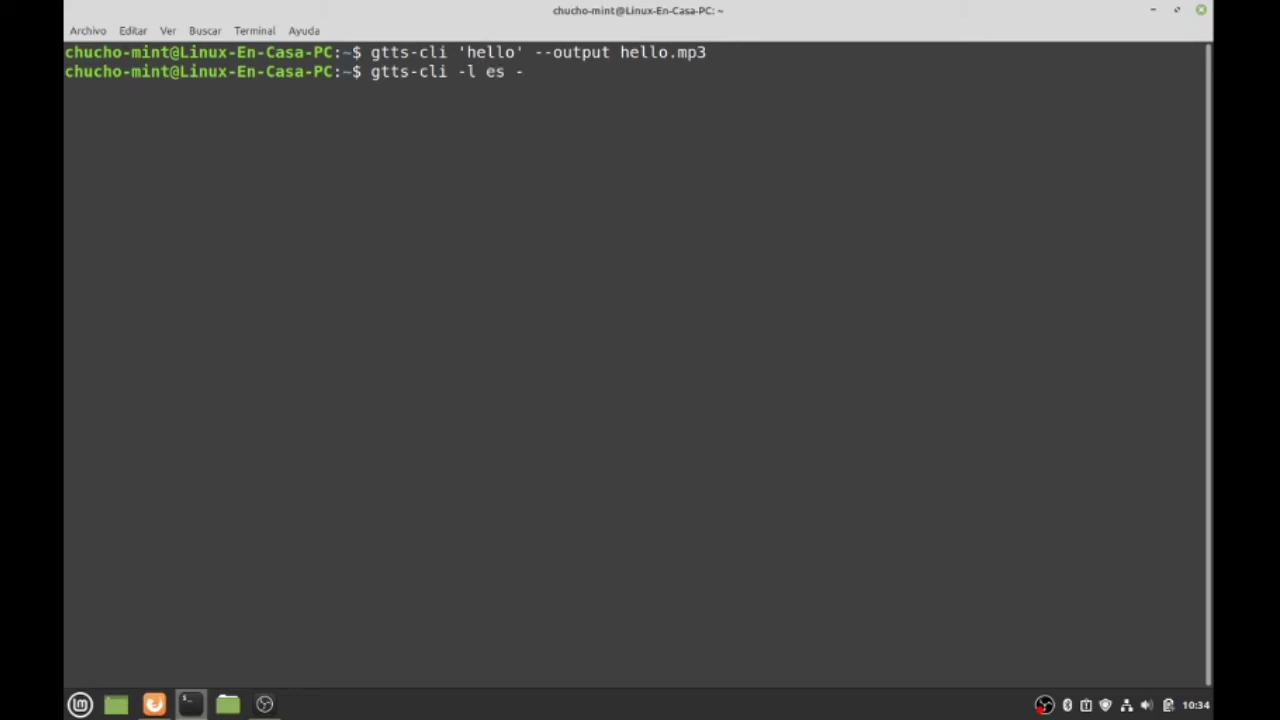 chucho-mint@Linux-En-Casa-PC: ~
Archivo Editar Ver Buscar Terminal Ayuda
chucho-mint@Linux-En-Casa-PC:~$ gtts-cli 'hello' --output hello.mp3
chucho-mint@Linux-En-Casa-PC:~$ gtts-cli -l es -
10:34